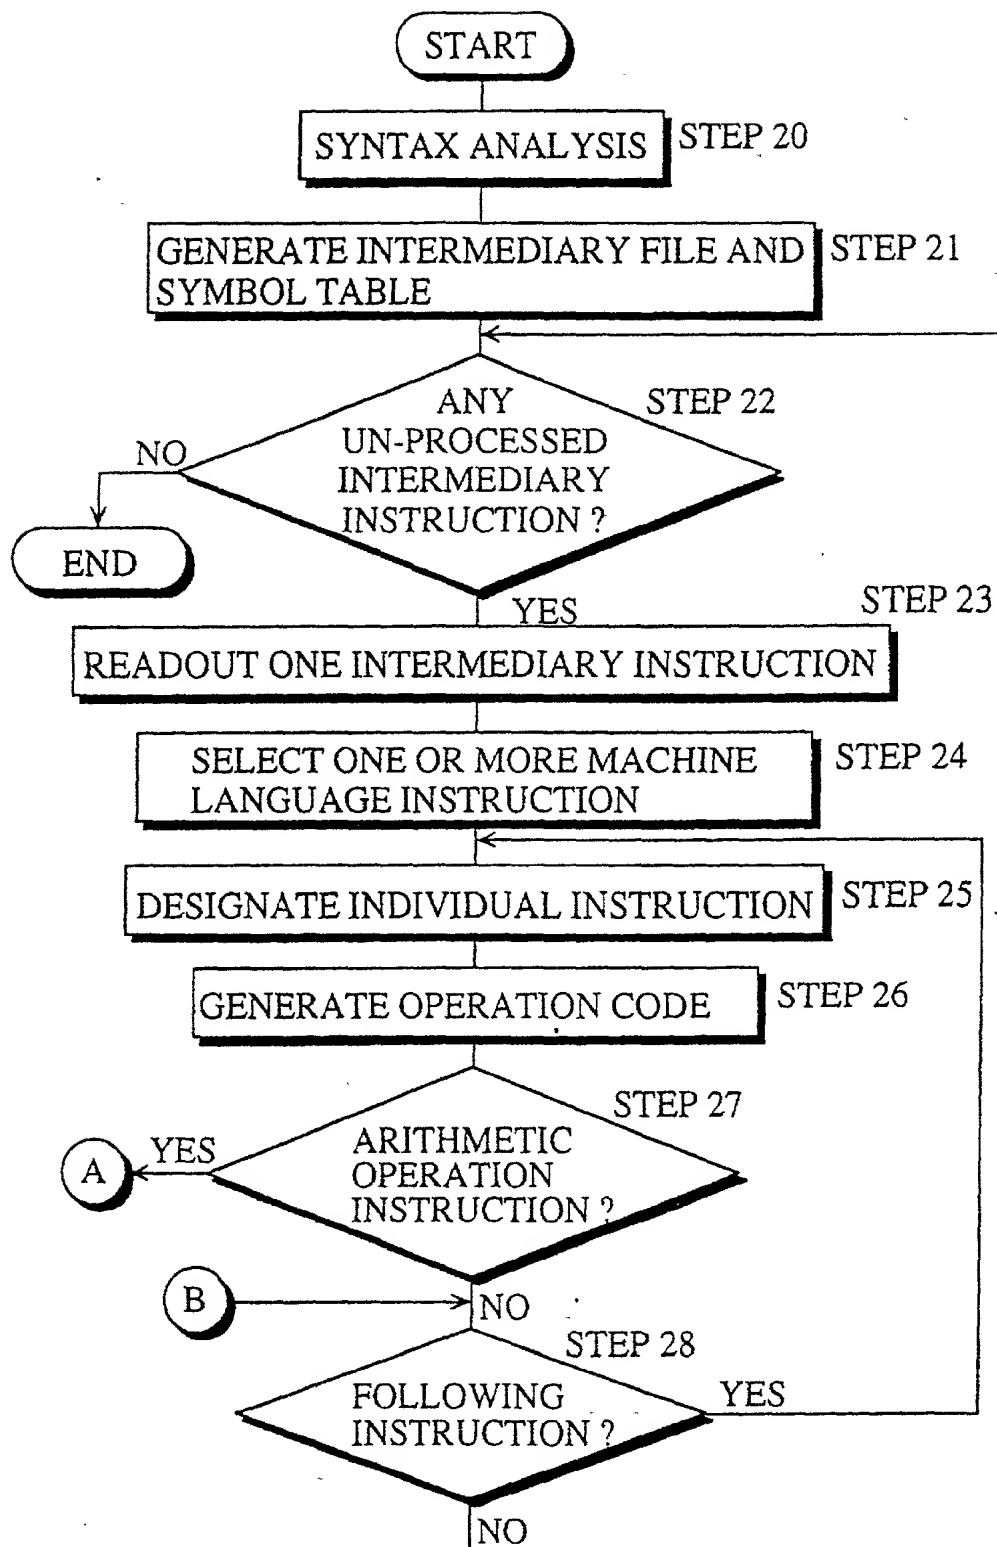 START
SYNTAX ANALYSIS
STEP 20
GENERATE INTERMEDIARY FILE AND
SYMBOL TABLE
STEP 21
ANY
UN-PROCESSED
INTERMEDIARY
INSTRUCTION ?
STEP 22
NO
END
YES
STEP 23
READOUT ONE INTERMEDIARY INSTRUCTION
SELECT ONE OR MORE MACHINE
LANGUAGE INSTRUCTION
STEP 24
DESIGNATE INDIVIDUAL INSTRUCTION
STEP 25
GENERATE OPERATION CODE
STEP 26
STEP 27
ARITHMETIC
OPERATION
INSTRUCTION ?
YES
A
B
NO
STEP 28
FOLLOWING
INSTRUCTION ?
YES
NO